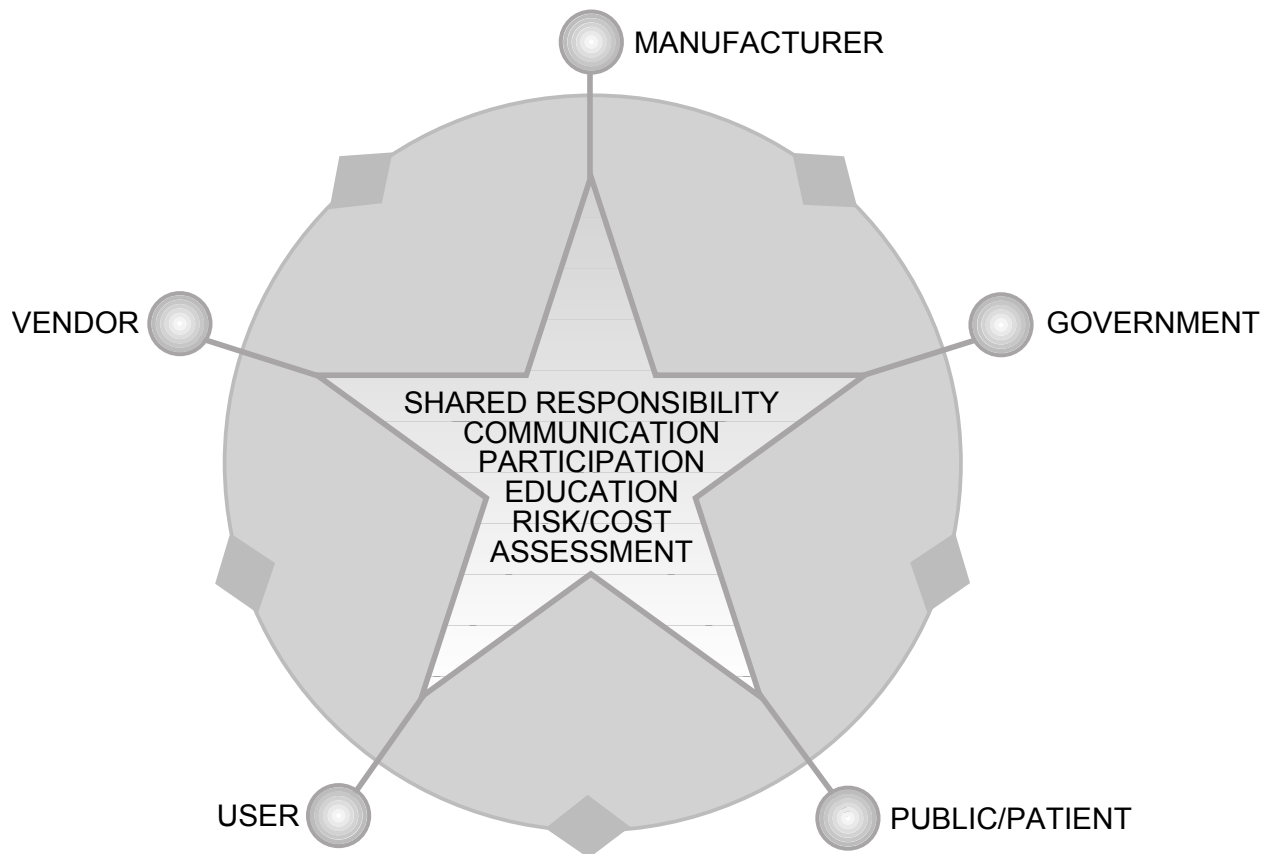 MANUFACTURER
VENDOR
GOVERNMENT
SHARED RESPONSIBILITY
COMMUNICATION
PARTICIPATION
EDUCATION
RISK/COST
ASSESSMENT
USER
PUBLIC/PATIENT